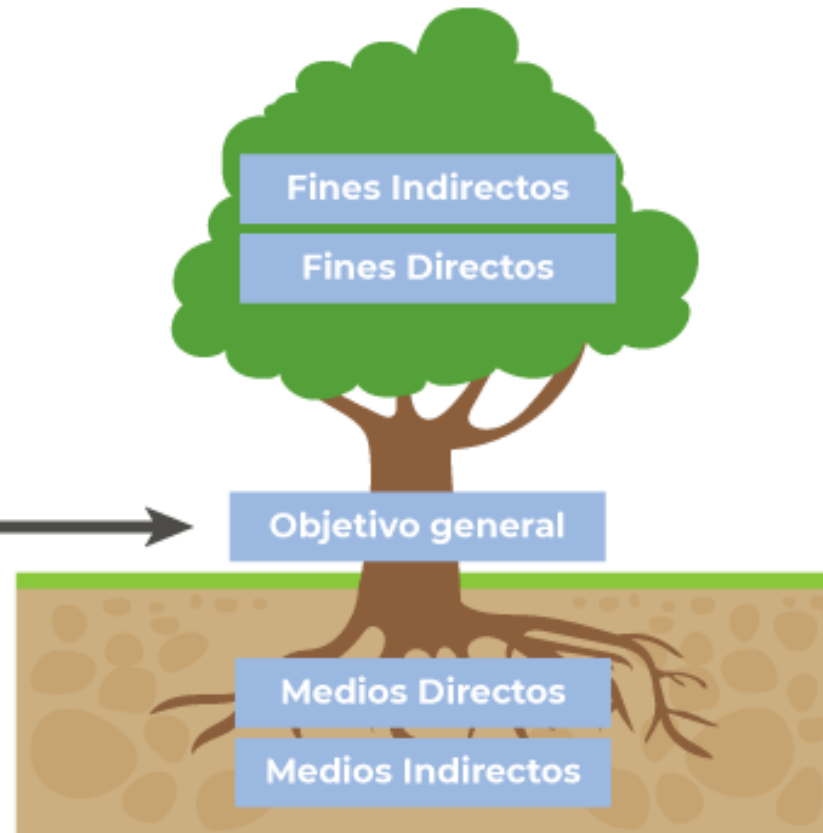 Fines Indirectos
Fines Directos
Objetivo general
Medios Directos
Medios Indirectos